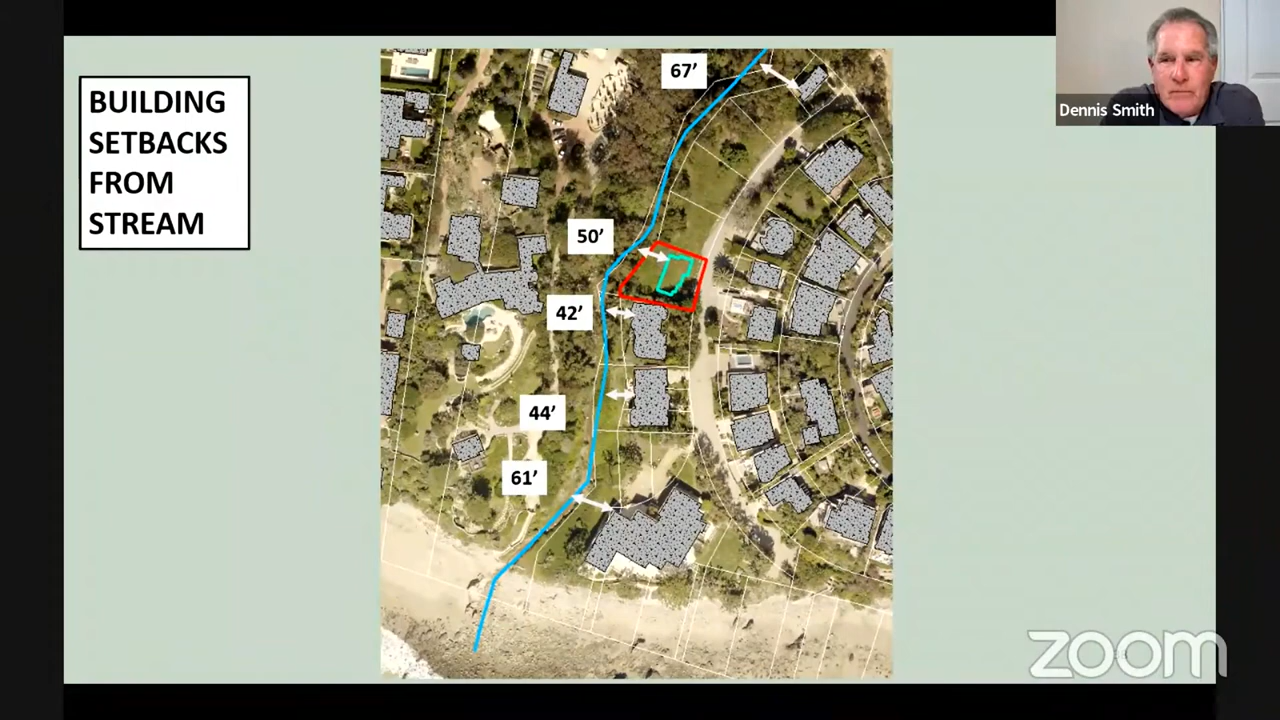 BUILDING
SETBACKS
FROM
STREAM
67’
50’
42’
44’
61’
Dennis Smith
zoom